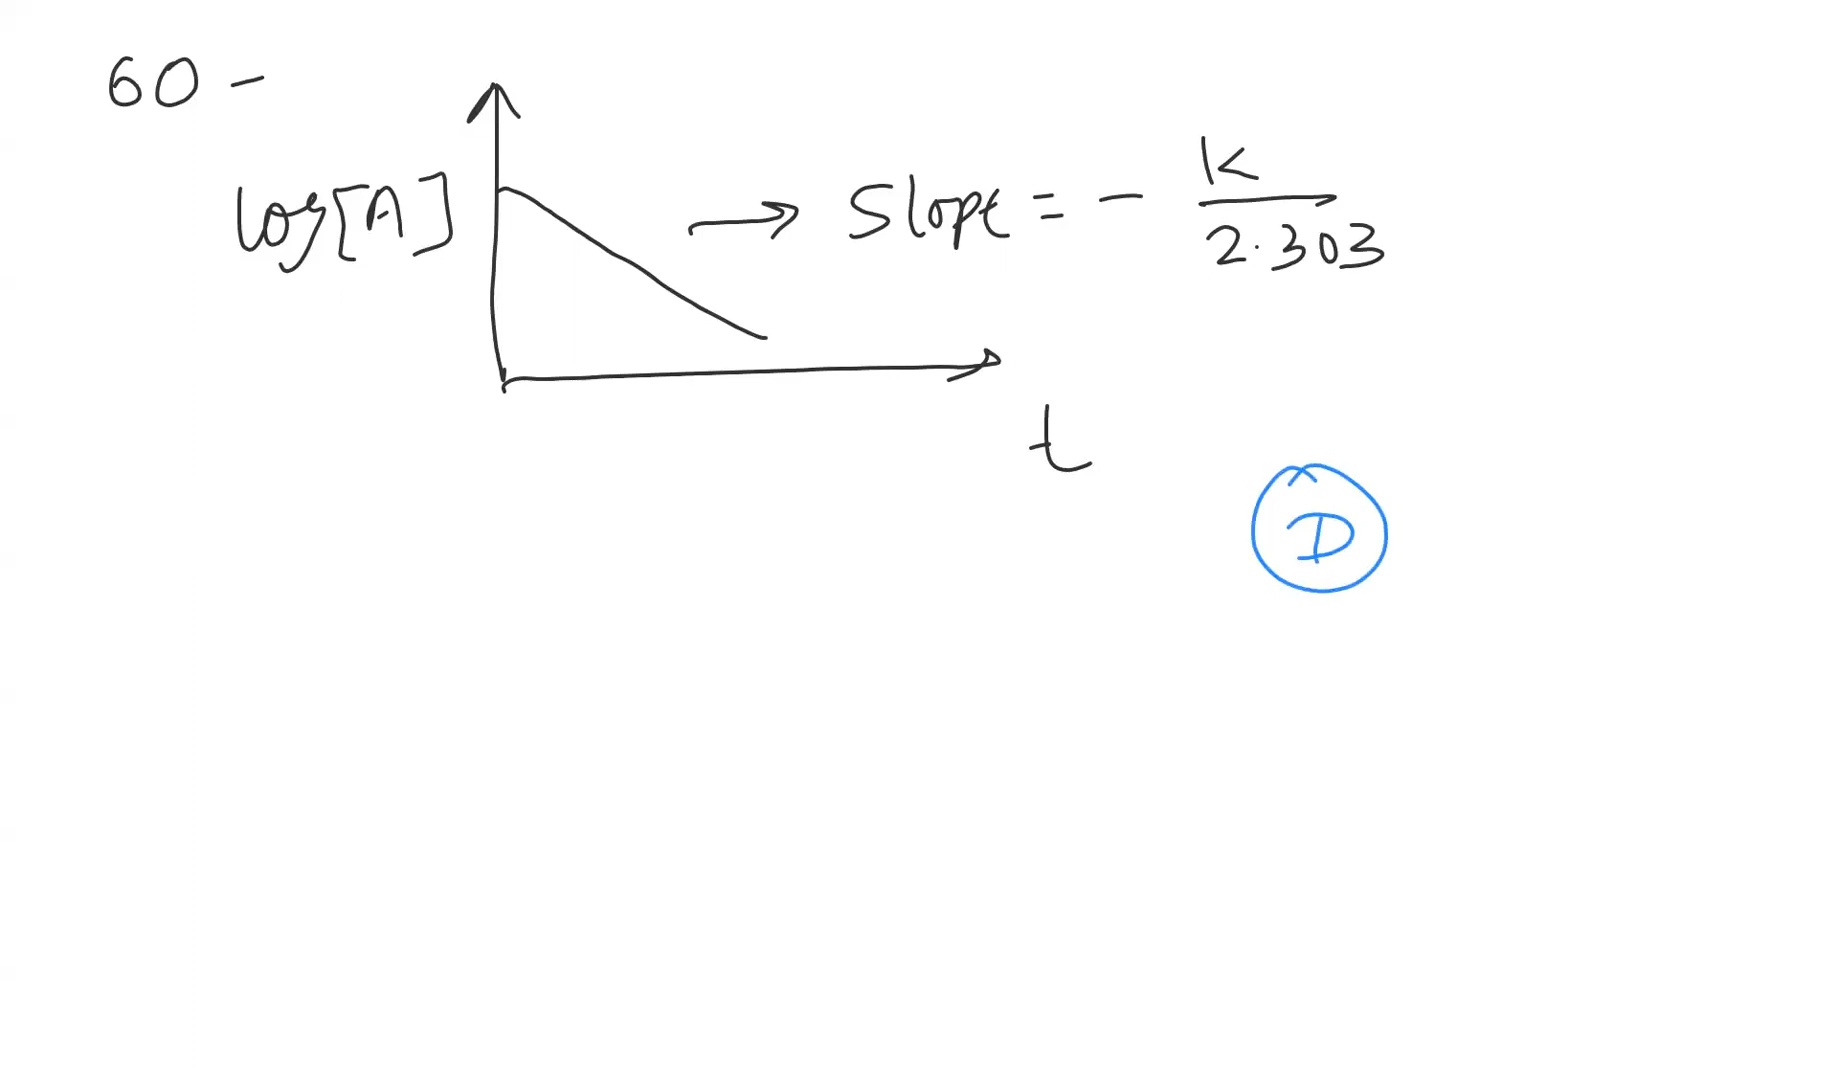 60 -
log[A] → Slope = - K / 2.303
t
D